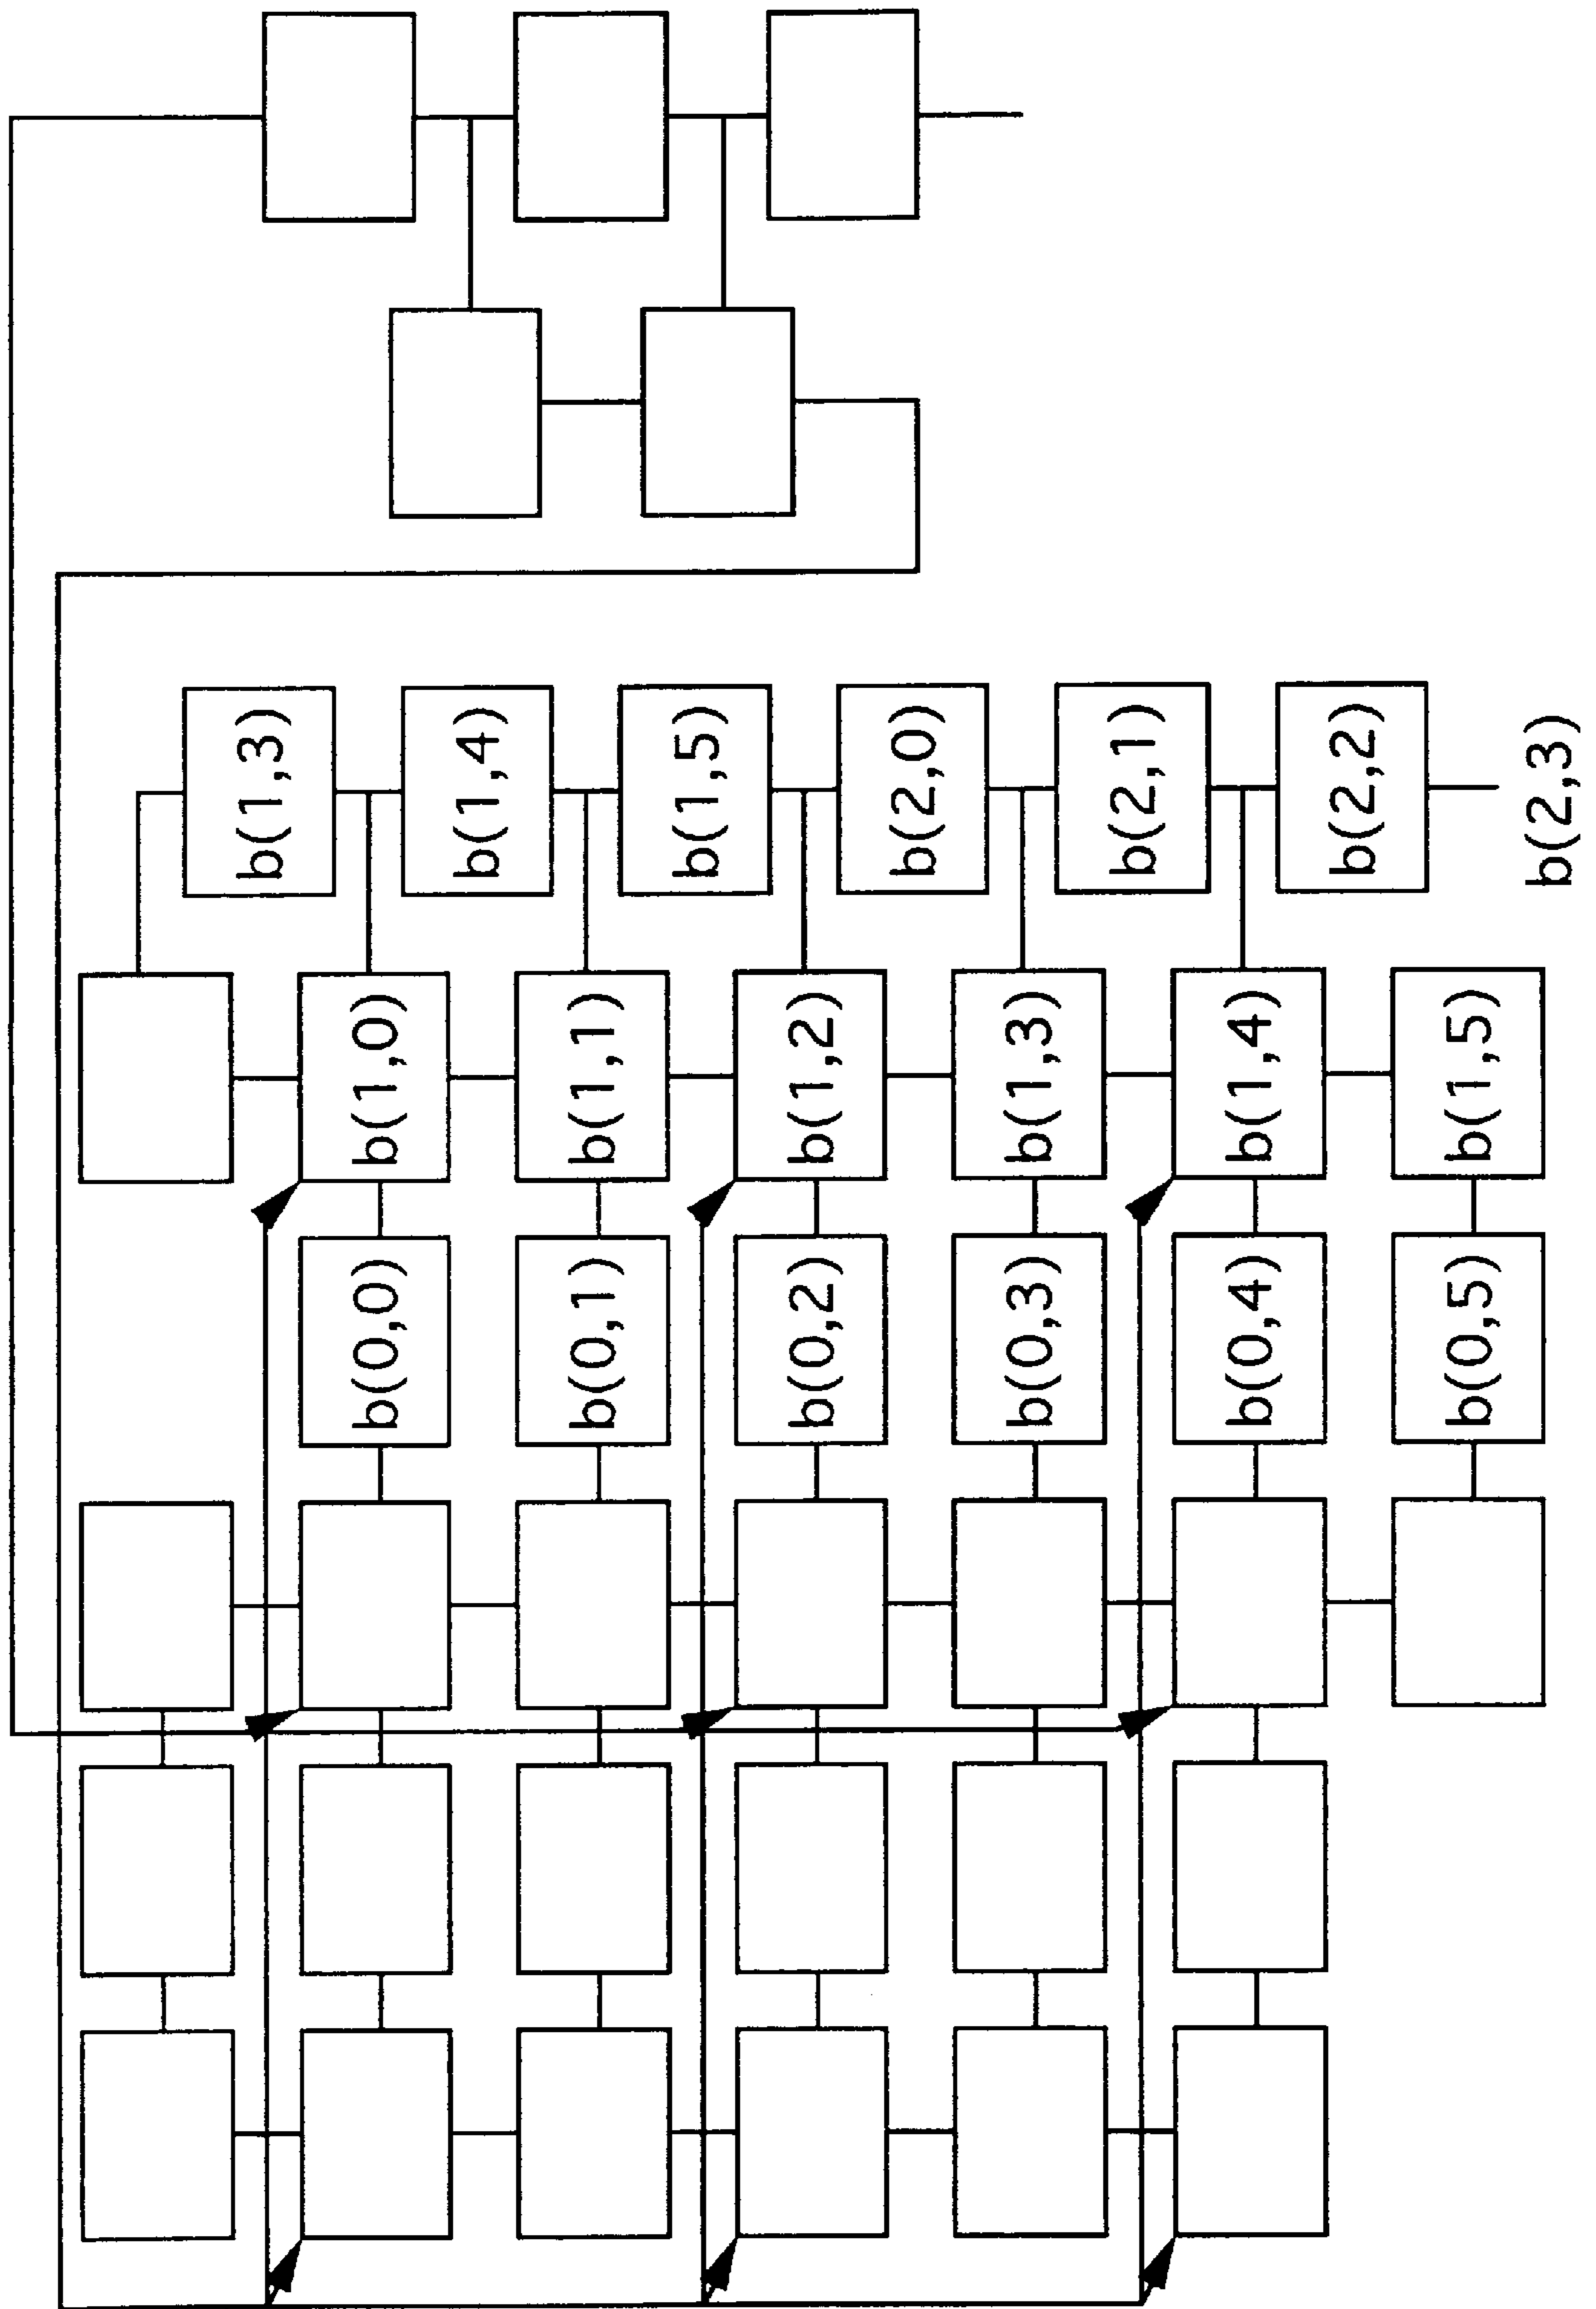 b(1,3)
b(0,0) b(1,0)
b(1,4)
b(0,1) b(1,1)
b(1,5)
b(0,2) b(1,2)
b(2,0)
b(0,3) b(1,3)
b(2,1)
b(0,4) b(1,4)
b(2,2)
b(0,5) b(1,5)
b(2,3)